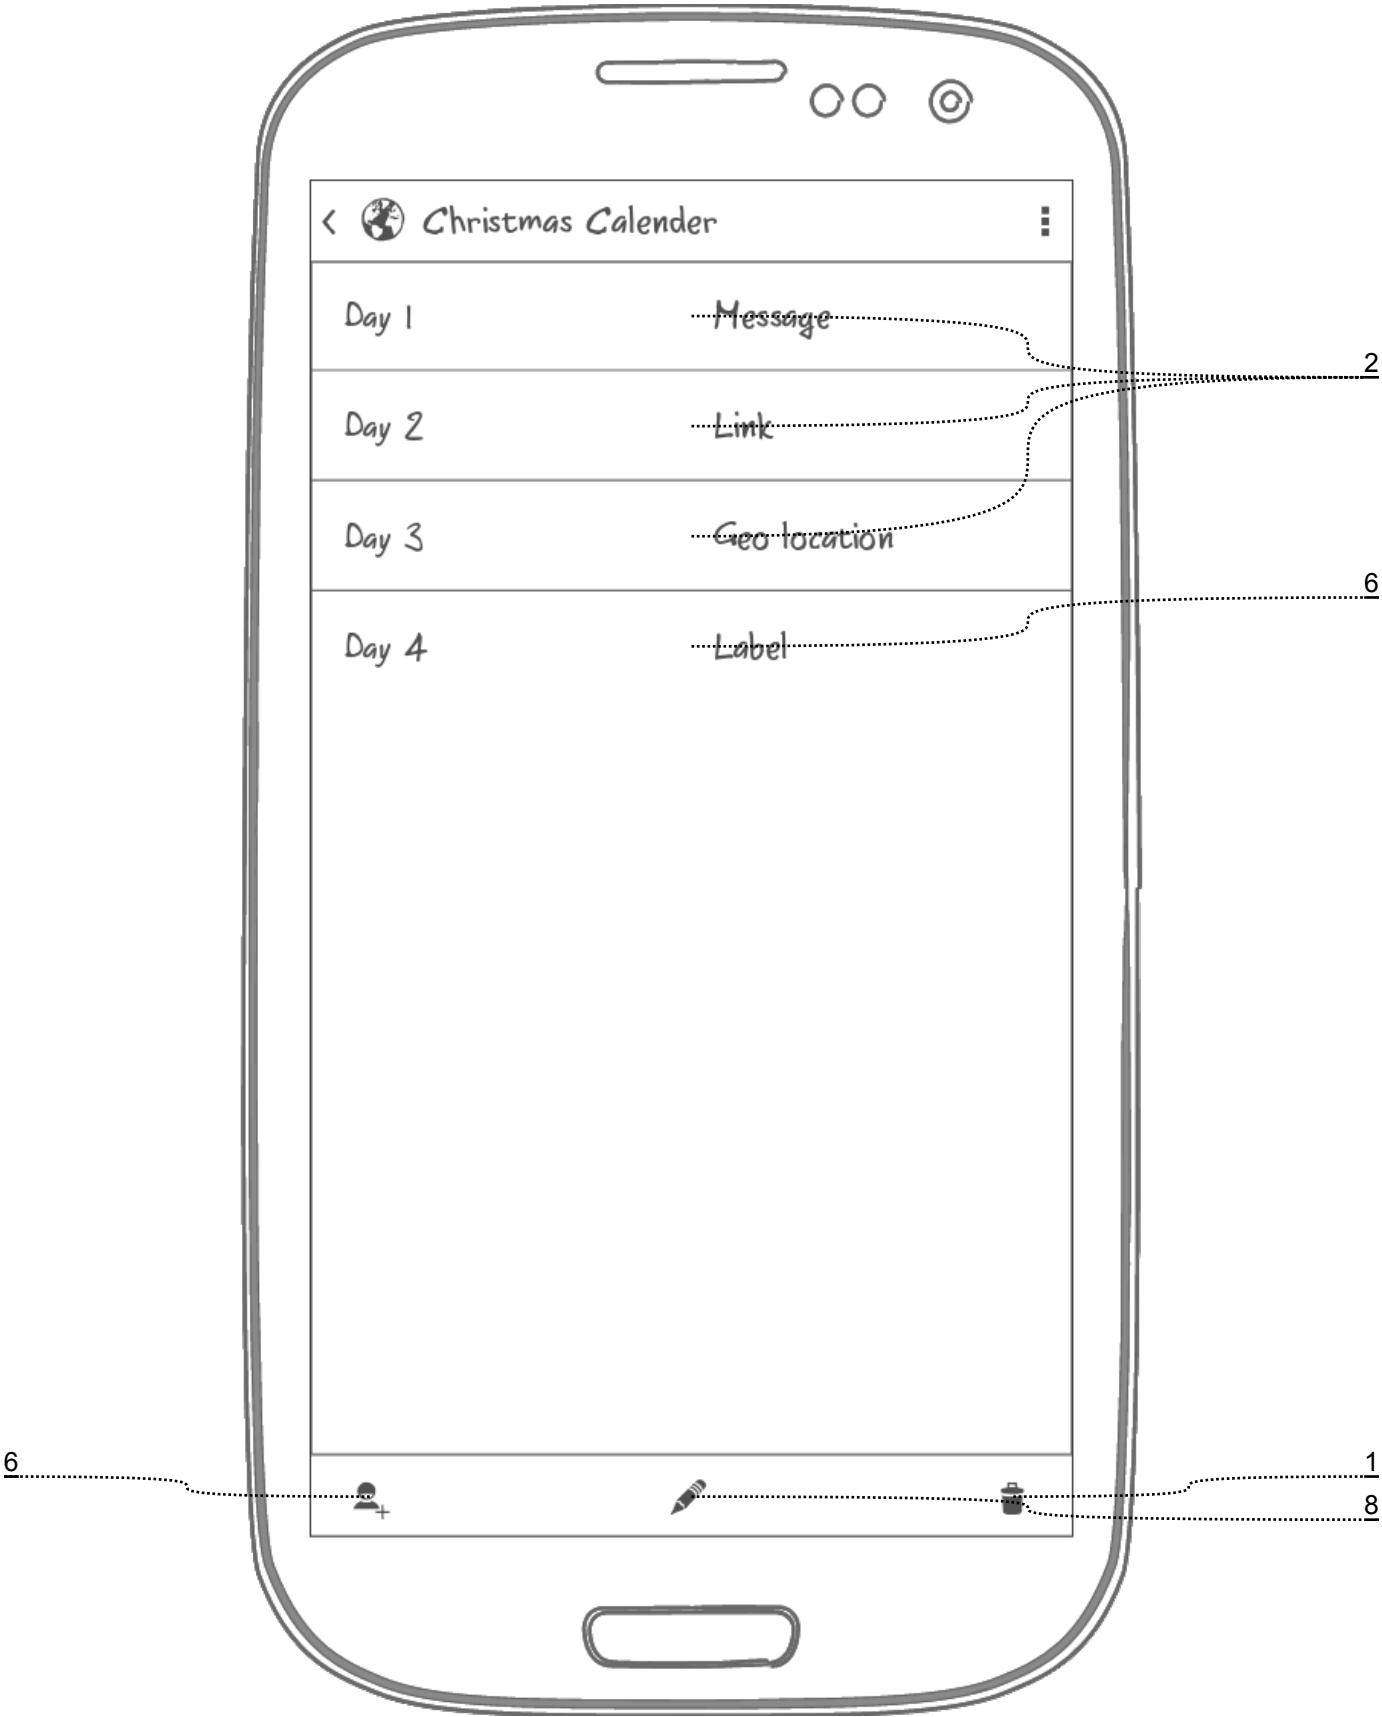 Christmas Calender
Day 1 Message
2
Day 2 Link
Day 3 Geo location
6
Day 4 Label
6
1
8